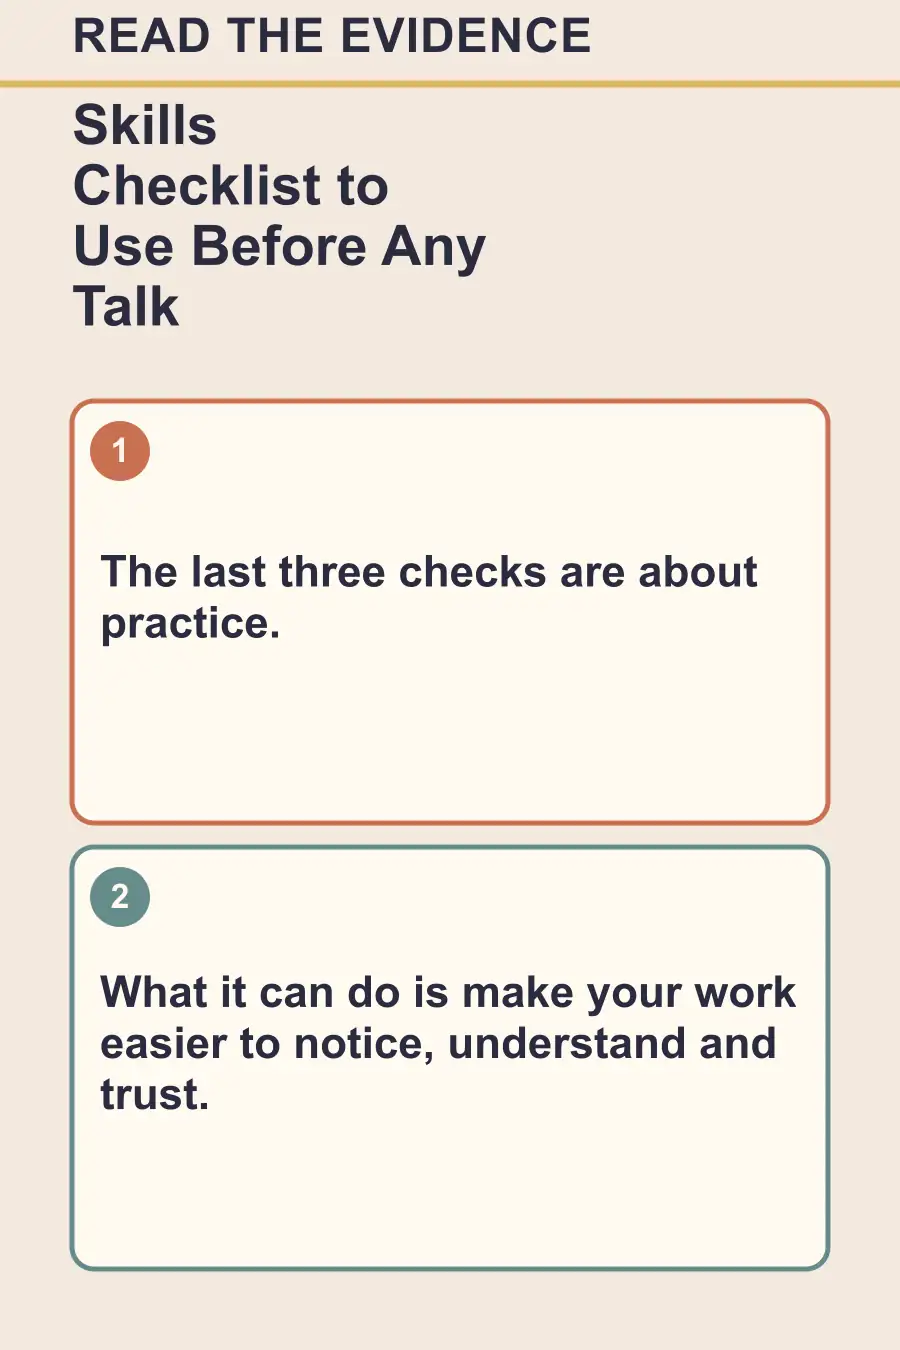 READ THE EVIDENCE
Skills
Checklist to
Use Before Any
Talk
1
The last three checks are about
practice.
2
What it can do is make your work
easier to notice, understand and
trust.